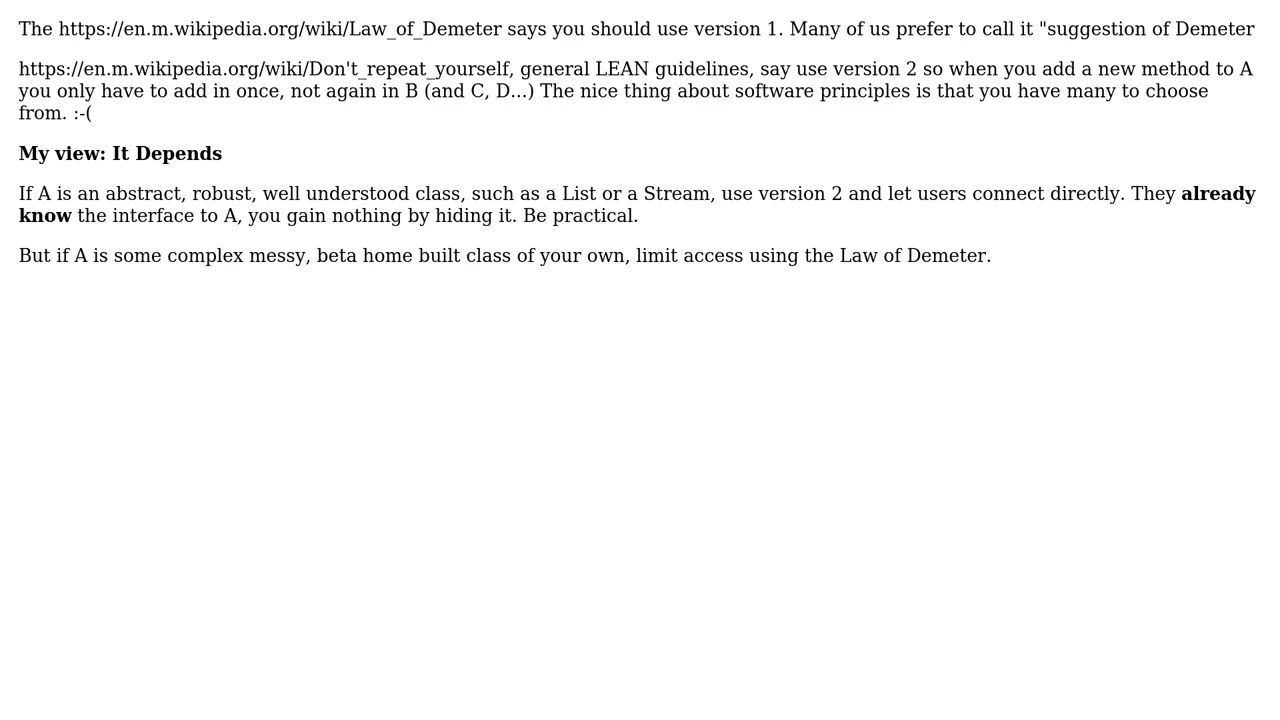 The https://en.m.wikipedia.org/wiki/Law_of_Demeter says you should use version 1. Many of us prefer to call it "suggestion of Demeter
https://en.m.wikipedia.org/wiki/Don't_repeat_yourself, general LEAN guidelines, say use version 2 so when you add a new method to A
you only have to add in once, not again in B (and C, D...) The nice thing about software principles is that you have many to choose
from. :-(
My view: It Depends
If A is an abstract, robust, well understood class, such as a List or a Stream, use version 2 and let users connect directly. They already
know the interface to A, you gain nothing by hiding it. Be practical.
But if A is some complex messy, beta home built class of your own, limit access using the Law of Demeter.